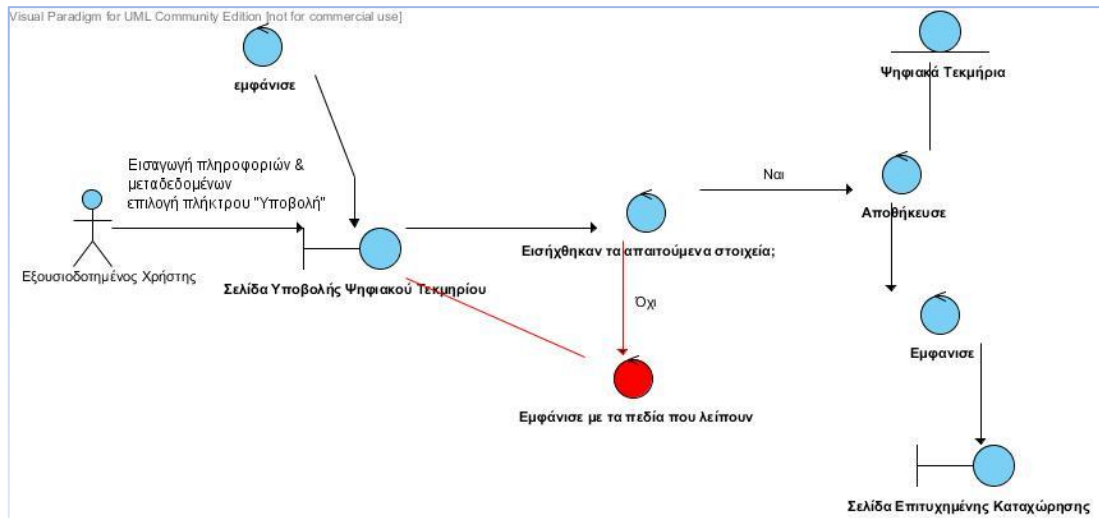 Visual Paradigm for UML Community Edition [not for commercial use]
εμφάνισε
Ψηφιακά Τεκμήρια
Εισαγωγή πληροφοριών &
μεταδεδομένων
επιλογή πλήκτρου "Υποβολή"
Ναι
Αποθήκευσε
Εξουσιοδοτημένος Χρήστης
Σελίδα Υποβολής Ψηφιακού Τεκμηρίου
Εισήχθηκαν τα απαιτούμενα στοιχεία;
Όχι
Εμφανισε
Εμφάνισε με τα πεδία που λείπουν
Σελίδα Επιτυχημένης Καταχώρησης